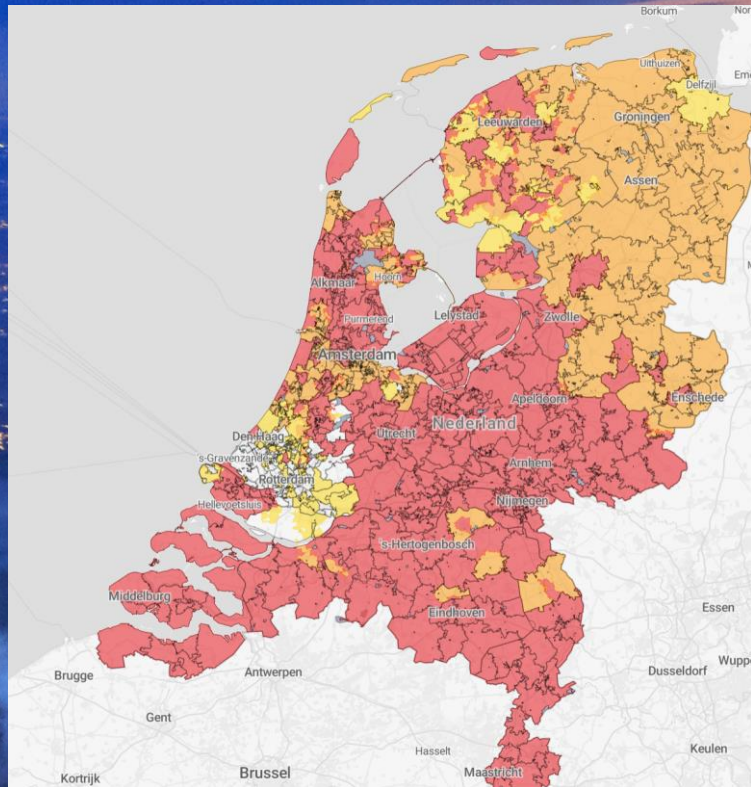 Borkum
Uithuizen
Delfzijl
Groningen
Leeuwarden
Assen
Hoorn
Alkmaar
Purmerend
Lelystad
Zwolle
Amsterdam
Apeldoorn
Enschede
Nederland
Utrecht
Den Haag
's-Gravenzande
Arnhem
Rotterdam
Nijmegen
Hellevoetsluis
's-Hertogenbosch
Middelburg
Eindhoven
Essen
Brugge
Antwerpen
Dusseldorf
Wuppe
Gent
Hasselt
Keulen
Maastricht
Brussel
Kortrijk